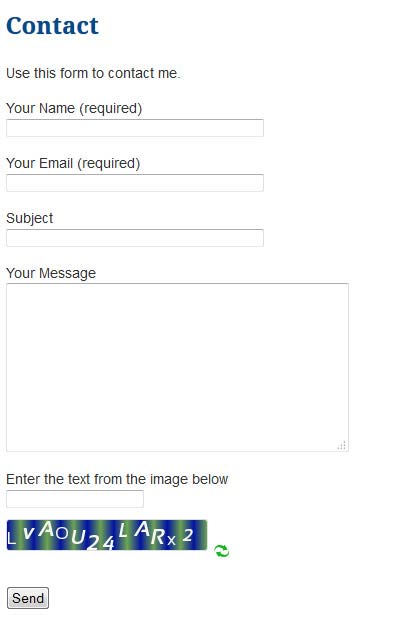 Contact
Use this form to contact me.
Your Name (required)
Your Email (required)
Subject
Your Message
Enter the text from the image below
LvAOU24LARx2
Send